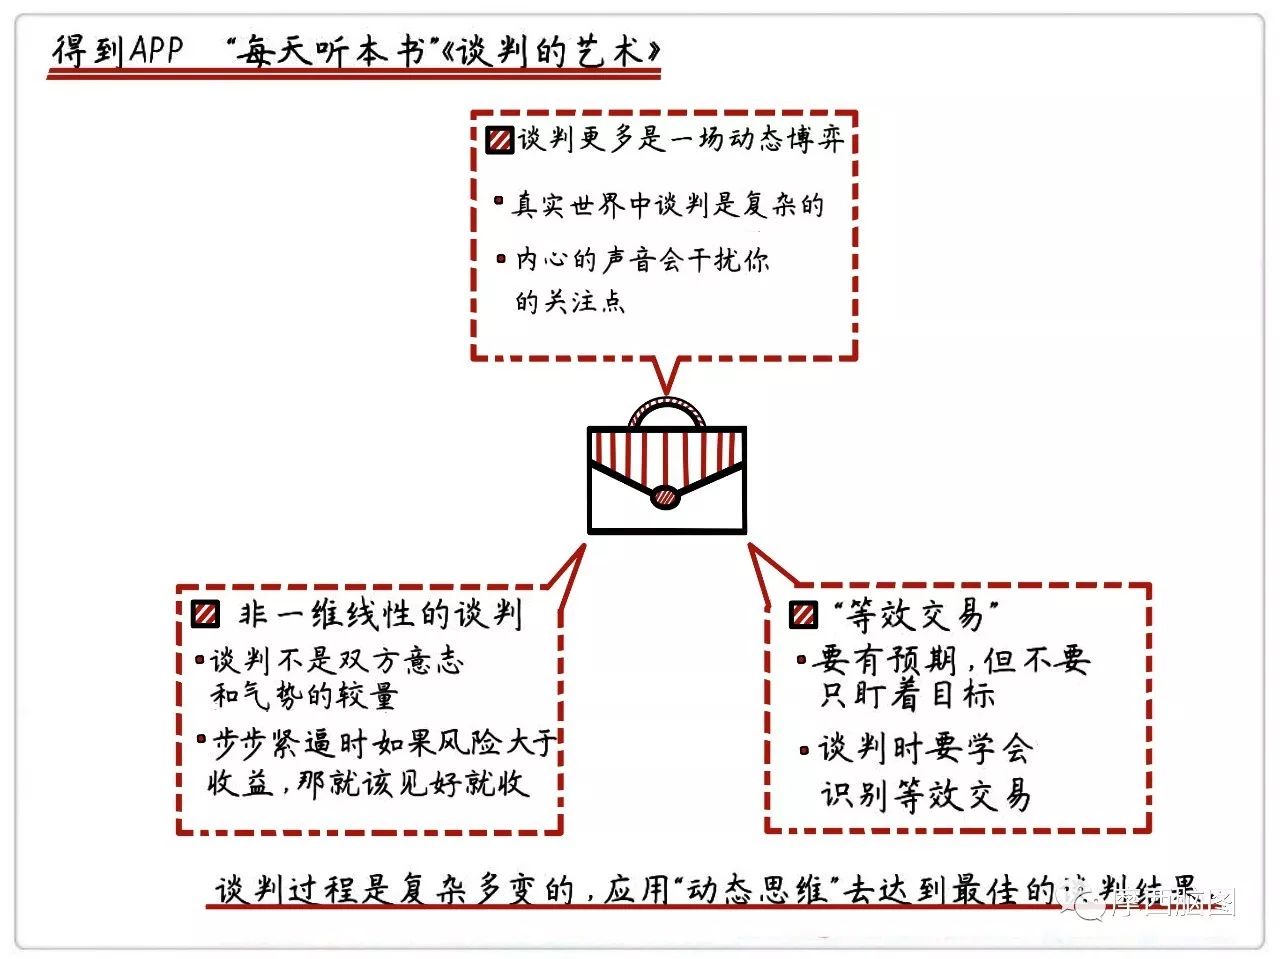 得到APP “每天听本书”《谈判的艺术》
谈判更多是一场动态博弈
真实世界中谈判是复杂的
内心的声音会干扰你
的关注点
非一维线性的谈判
谈判不是双方意志
和气势的较量
步步紧逼时如果风险大于
收益,那就该见好就收
“等效交易”
要有预期,但不要
只盯着目标
谈判时要学会
识别等效交易
谈判过程是复杂多变的,应用“动态思维”去达到最佳的谈判结果
摩西脑图